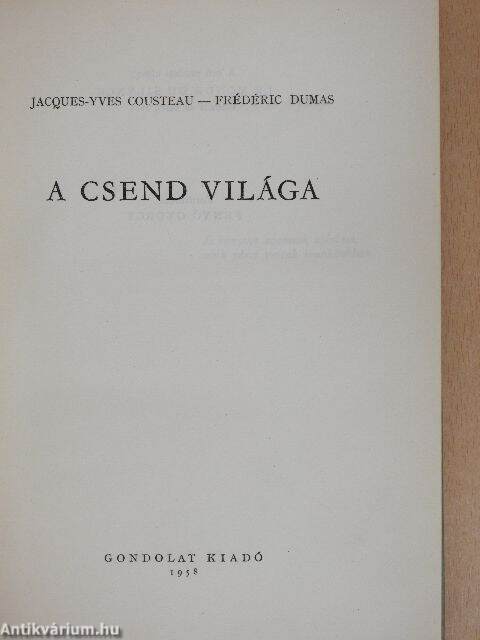 JACQUES-YVES COUSTEAU — FRÉDÉRIC DUMAS
A CSEND VILÁGA
GONDOLAT KIADÓ
1958
Antikvárium.hu